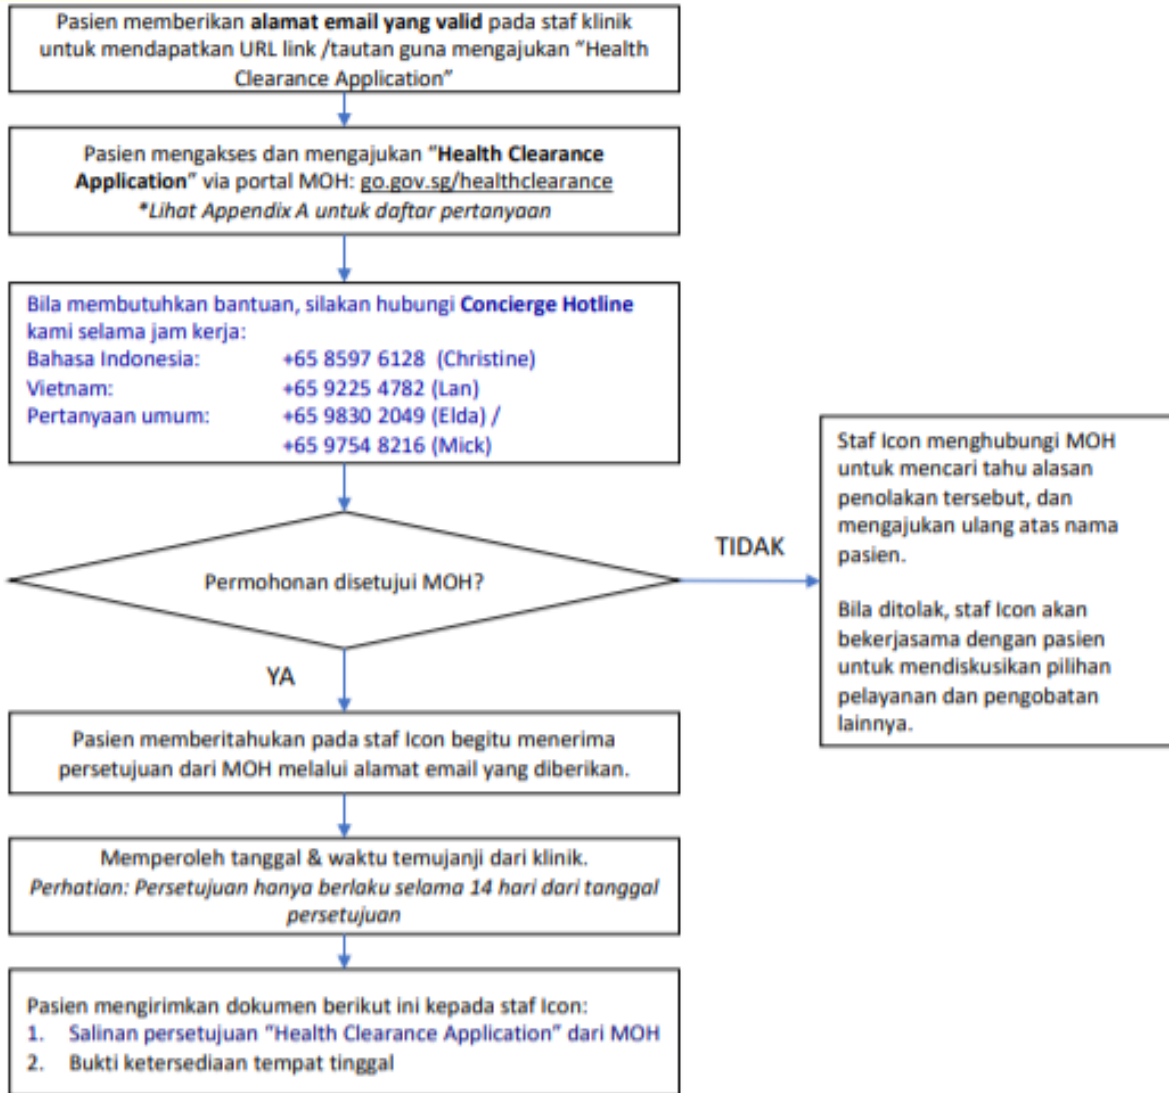 Pasien memberikan alamat email yang valid pada staf klinik
untuk mendapatkan URL link /tautan guna mengajukan "Health
Clearance Application"
Pasien mengakses dan mengajukan "Health Clearance
Application" via portal MOH: go.gov.sg/healthclearance
*Lihat Appendix A untuk daftar pertanyaan
Bila membutuhkan bantuan, silakan hubungi Concierge Hotline
kami selama jam kerja:
Bahasa Indonesia: +65 8597 6128 (Christine)
Vietnam: +65 9225 4782 (Lan)
Pertanyaan umum: +65 9830 2049 (Elda) /
+65 9754 8216 (Mick)
Permohonan disetujui MOH?
TIDAK
Staf Icon menghubungi MOH
untuk mencari tahu alasan
penolakan tersebut, dan
mengajukan ulang atas nama
pasien.
Bila ditolak, staf Icon akan
bekerjasama dengan pasien
untuk mendiskusikan pilihan
pelayanan dan pengobatan
lainnya.
YA
Pasien memberitahukan pada staf Icon begitu menerima
persetujuan dari MOH melalui alamat email yang diberikan.
Memperoleh tanggal & waktu temujanji dari klinik.
Perhatian: Persetujuan hanya berlaku selama 14 hari dari tanggal
persetujuan
Pasien mengirimkan dokumen berikut ini kepada staf Icon:
1. Salinan persetujuan "Health Clearance Application" dari MOH
2. Bukti ketersediaan tempat tinggal